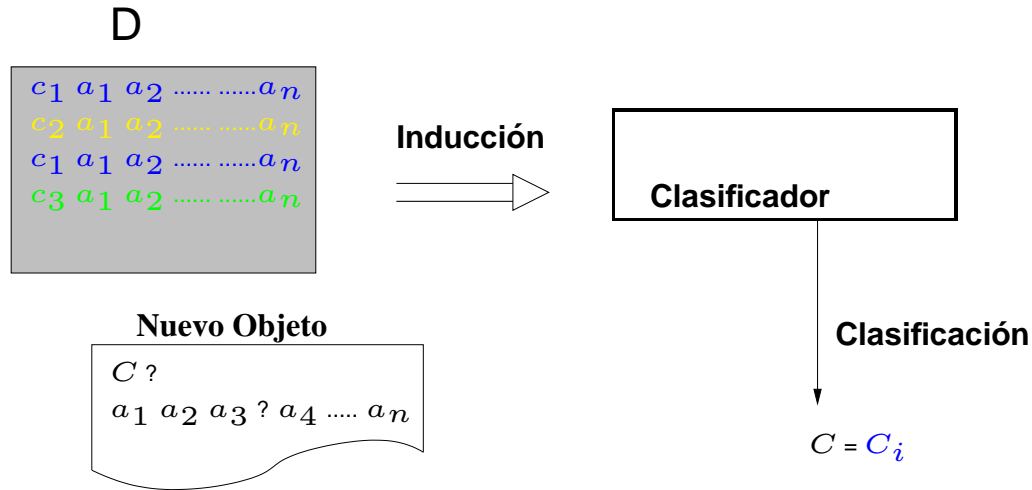 D
c1 a1 a2 ...... ......an
c2 a1 a2 ...... ......an
c1 a1 a2 ...... ......an
c3 a1 a2 ...... ......an
Inducción
Clasificador
Nuevo Objeto
C ?
a1 a2 a3 ? a4 ..... an
Clasificación
C = Ci